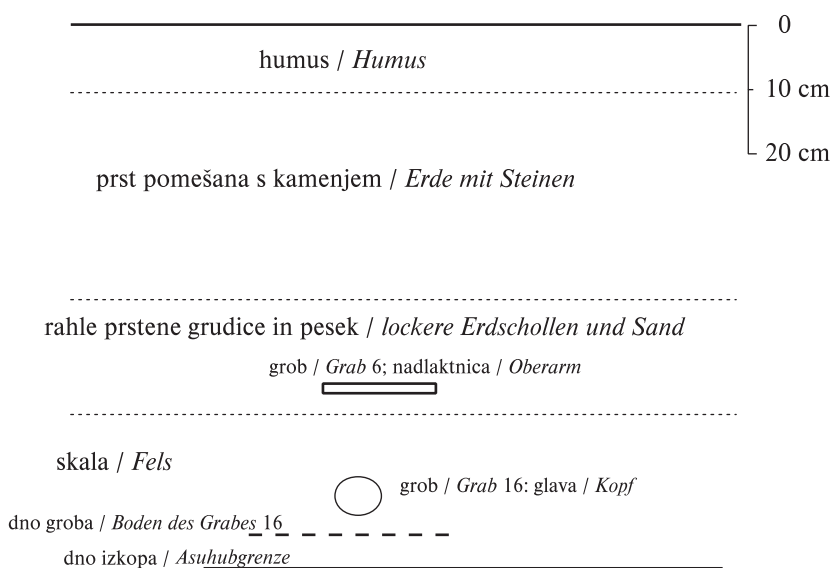 0
humus / Humus
10 cm
20 cm
prst pomešana s kamenjem / Erde mit Steinen
rahle prstene grudice in pesek / lockere Erdschollen und Sand
grob / Grab 6; nadlaktnica / Oberarm
skala / Fels
grob / Grab 16: glava / Kopf
dno groba / Boden des Grabes 16
dno izkopa / Asuhubgrenze